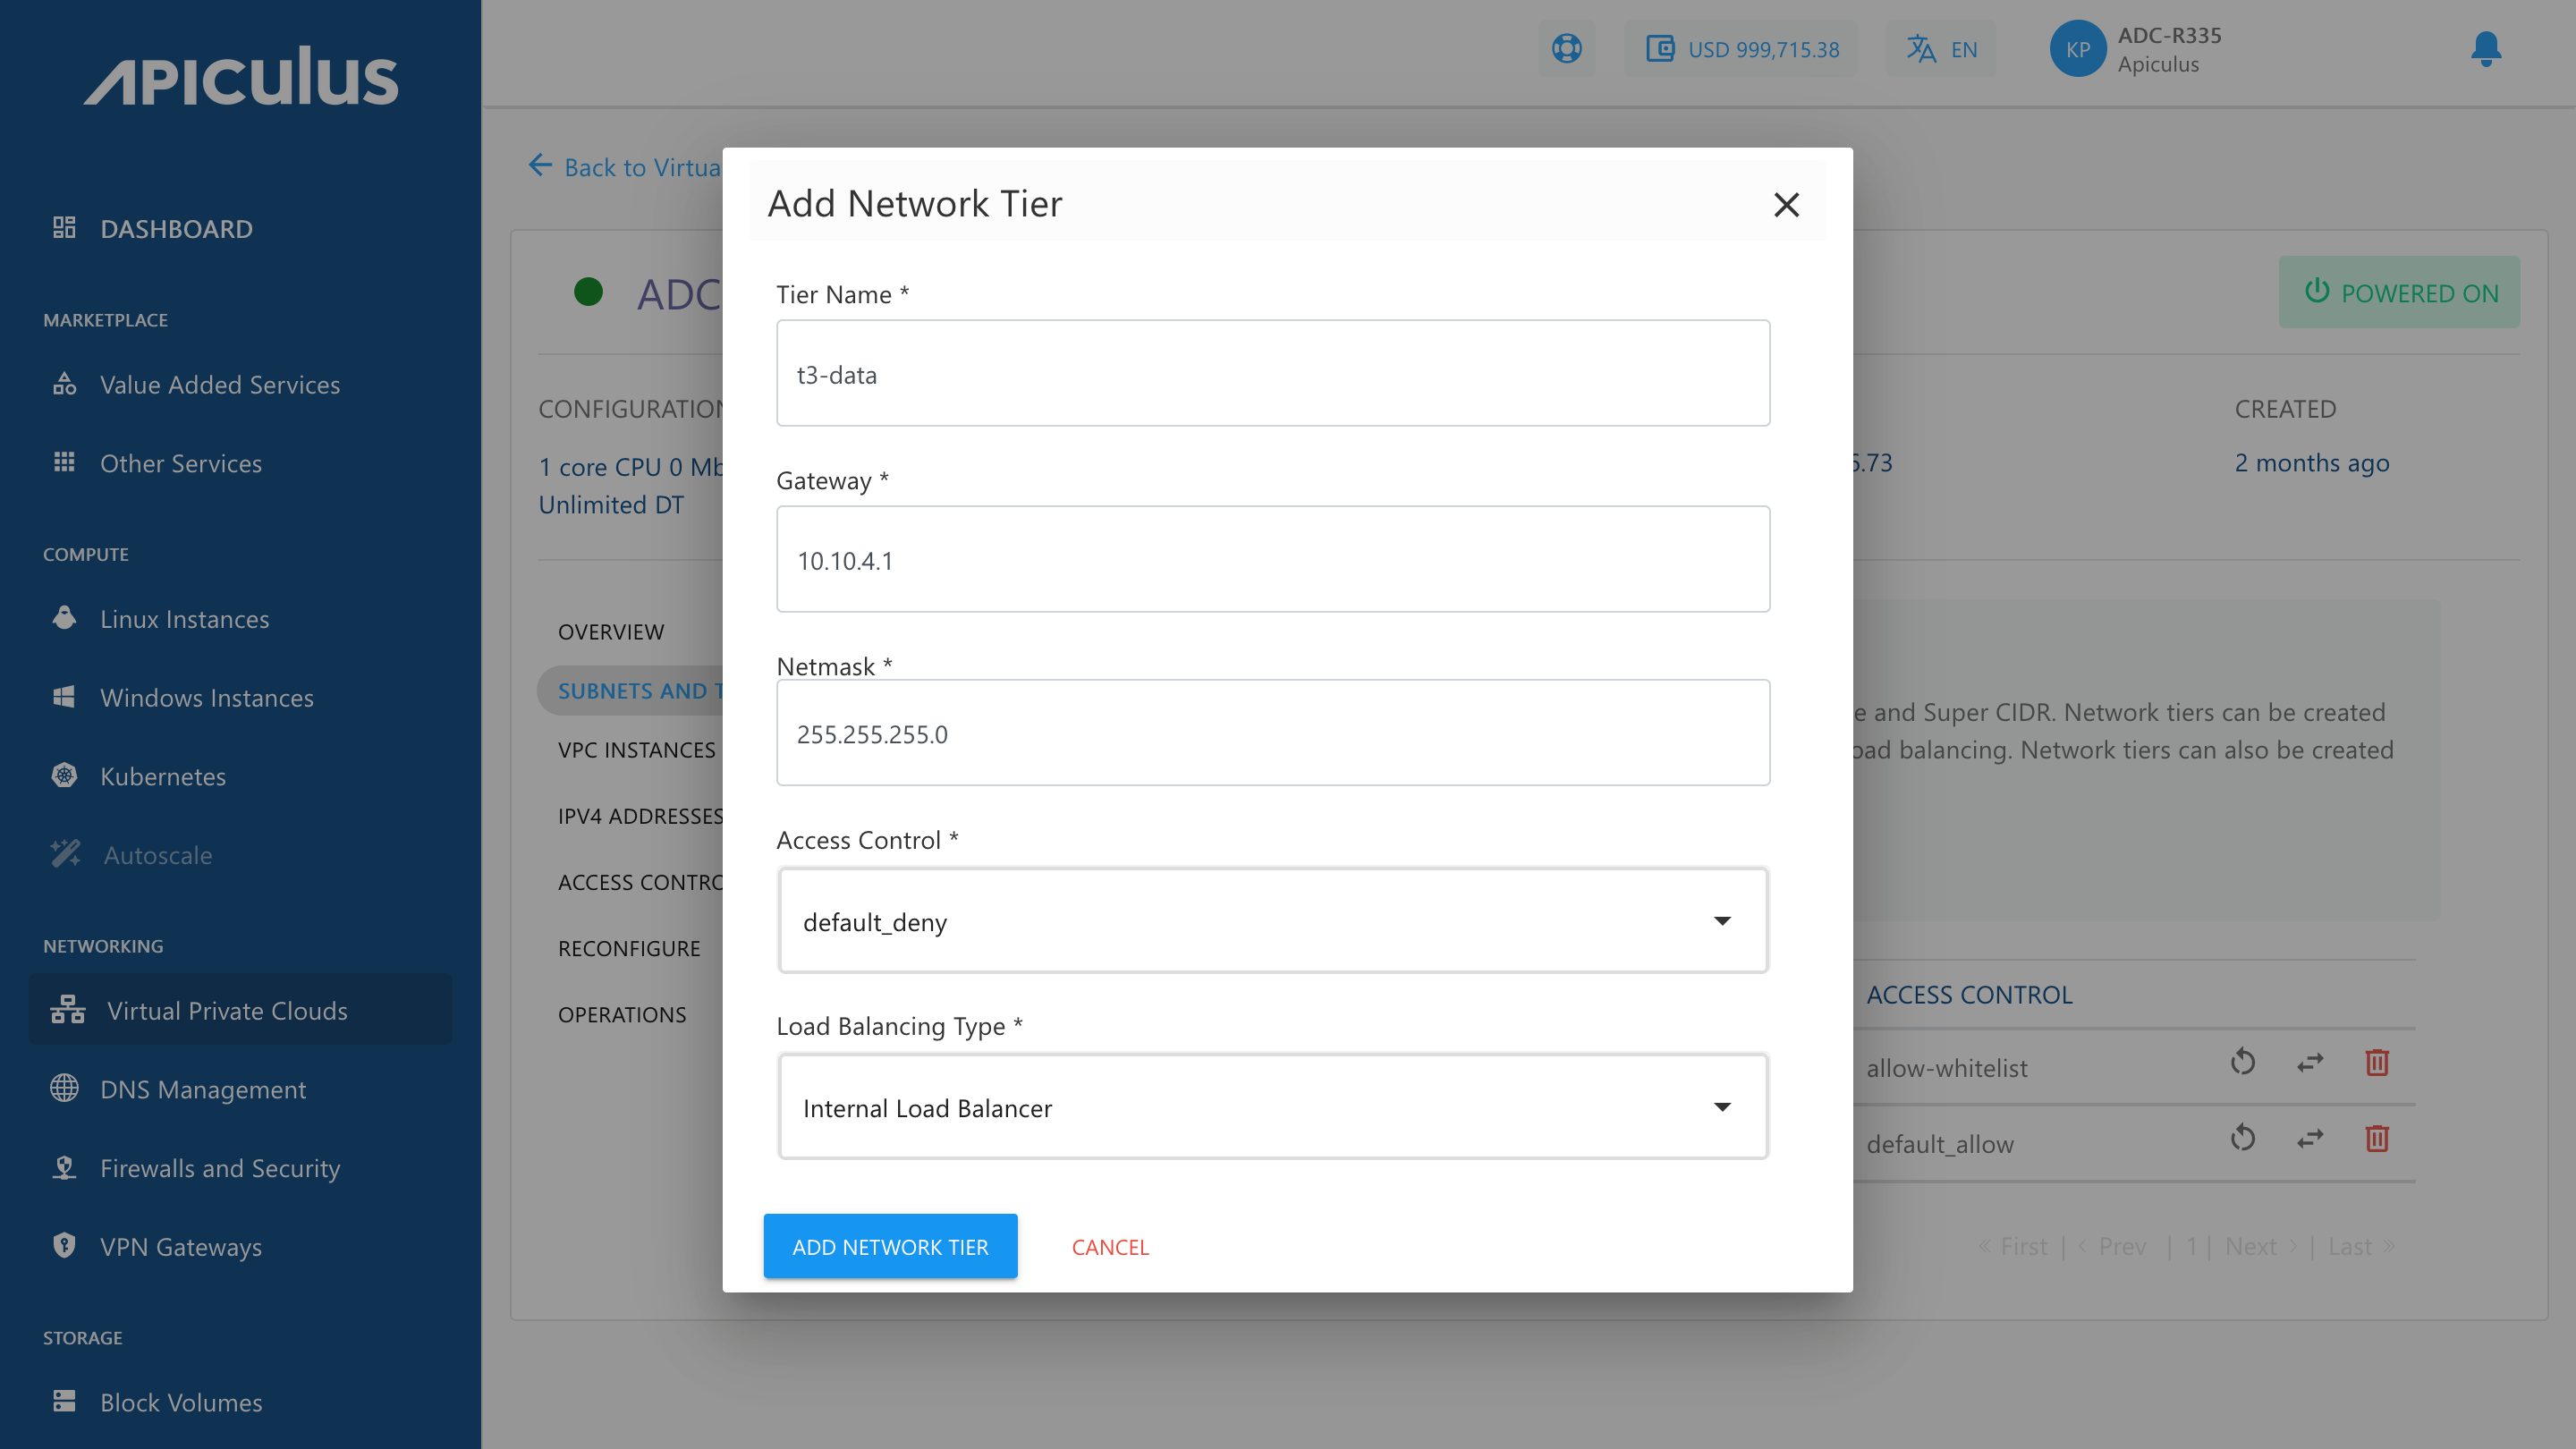 APICULUS
DASHBOARD
MARKETPLACE
Value Added Services
Other Services
COMPUTE
Linux Instances
Windows Instances
Kubernetes
Autoscale
NETWORKING
Virtual Private Clouds
DNS Management
Firewalls and Security
VPN Gateways
STORAGE
Block Volumes
USD 999,715.38
EN
KP
ADC-R335
Apiculus
Back to Virtua
ADC
POWERED ON
CONFIGURATION
1 core CPU 0 Mb
Unlimited DT
6.73
CREATED
2 months ago
OVERVIEW
SUBNETS AND T
VPC INSTANCES
IPV4 ADDRESSES
ACCESS CONTRO
RECONFIGURE
OPERATIONS
e and Super CIDR. Network tiers can be created
oad balancing. Network tiers can also be created
ACCESS CONTROL
allow-whitelist
default_allow
« First | ‹ Prev | 1 | Next › | Last »
Add Network Tier
Tier Name *
t3-data
Gateway *
10.10.4.1
Netmask *
255.255.255.0
Access Control *
default_deny
Load Balancing Type *
Internal Load Balancer
ADD NETWORK TIER
CANCEL